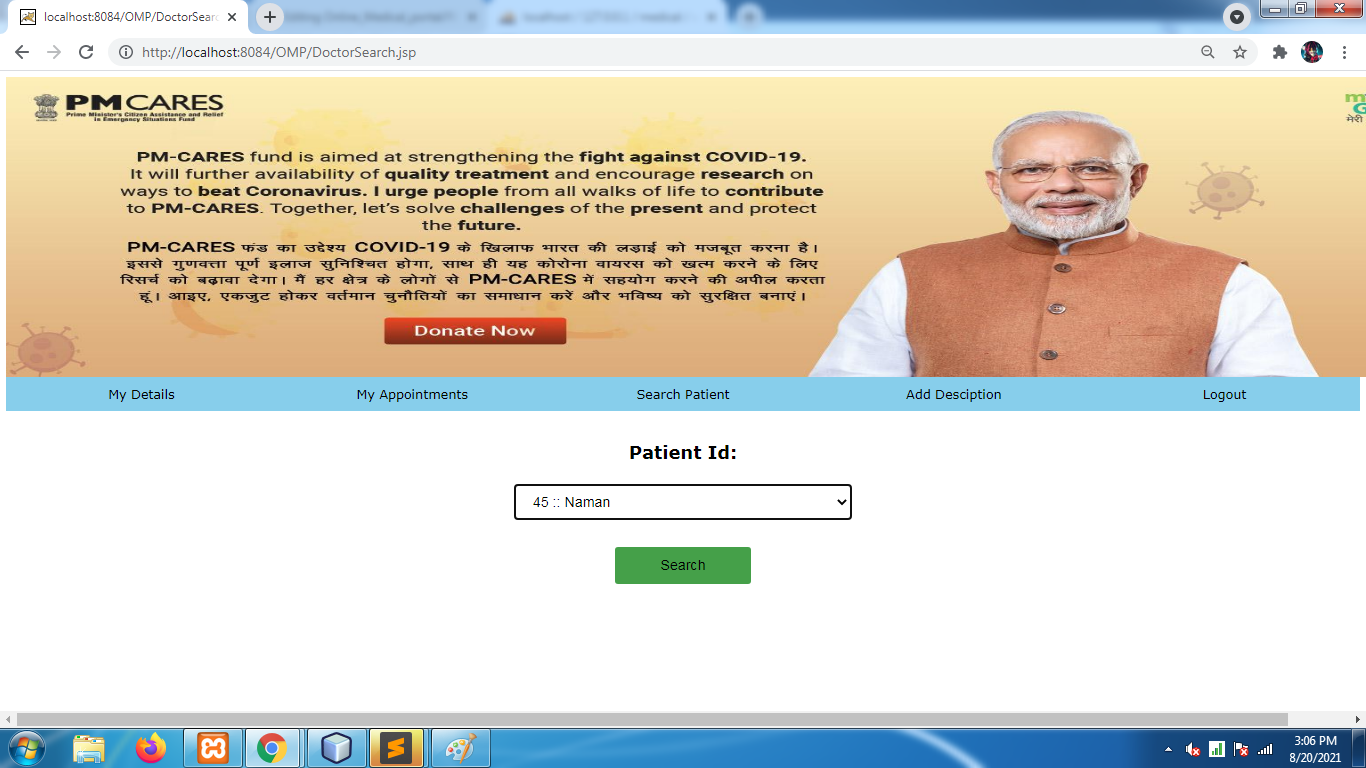 localhost:8084/OMP/DoctorSearch
http://localhost:8084/OMP/DoctorSearch.jsp
PM CARES
Prime Minister's Citizen Assistance and Relief
in Emergency Situations Fund
मेरी
PM-CARES fund is aimed at strengthening the fight against COVID-19.
It will further availability of quality treatment and encourage research on
ways to beat Coronavirus. I urge people from all walks of life to contribute
to PM-CARES. Together, let's solve challenges of the present and protect
the future.
PM-CARES फंड का उद्देश्य COVID-19 के खिलाफ भारत की लड़ाई को मजबूत करना है।
इससे गुणवत्ता पूर्ण इलाज सुनिश्चित होगा, साथ ही यह कोरोना वायरस को खत्म करने के लिए
रिसर्च को बढ़ावा देगा। मैं हर क्षेत्र के लोगों से PM-CARES में सहयोग करने की अपील करता
हूं। आइए, एकजुट होकर वर्तमान चुनौतियों का समाधान करें और भविष्य को सुरक्षित बनाएं।
Donate Now
My Details My Appointments Search Patient Add Desciption Logout
Patient Id:
45 :: Naman
Search
3:06 PM
8/20/2021